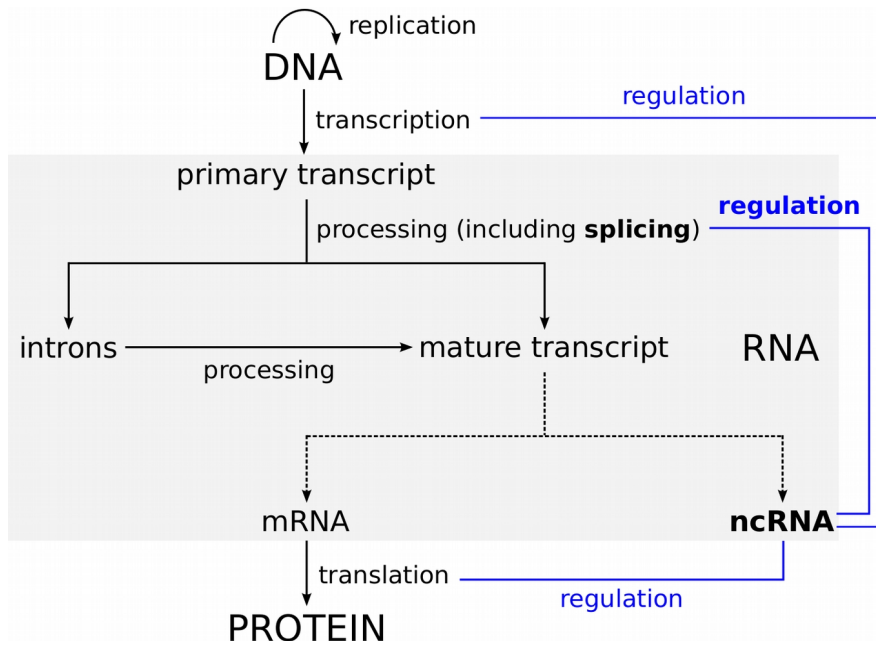 replication
DNA
regulation
transcription
primary transcript
regulation
processing (including splicing)
introns
mature transcript
RNA
processing
mRNA
ncRNA
translation
regulation
PROTEIN